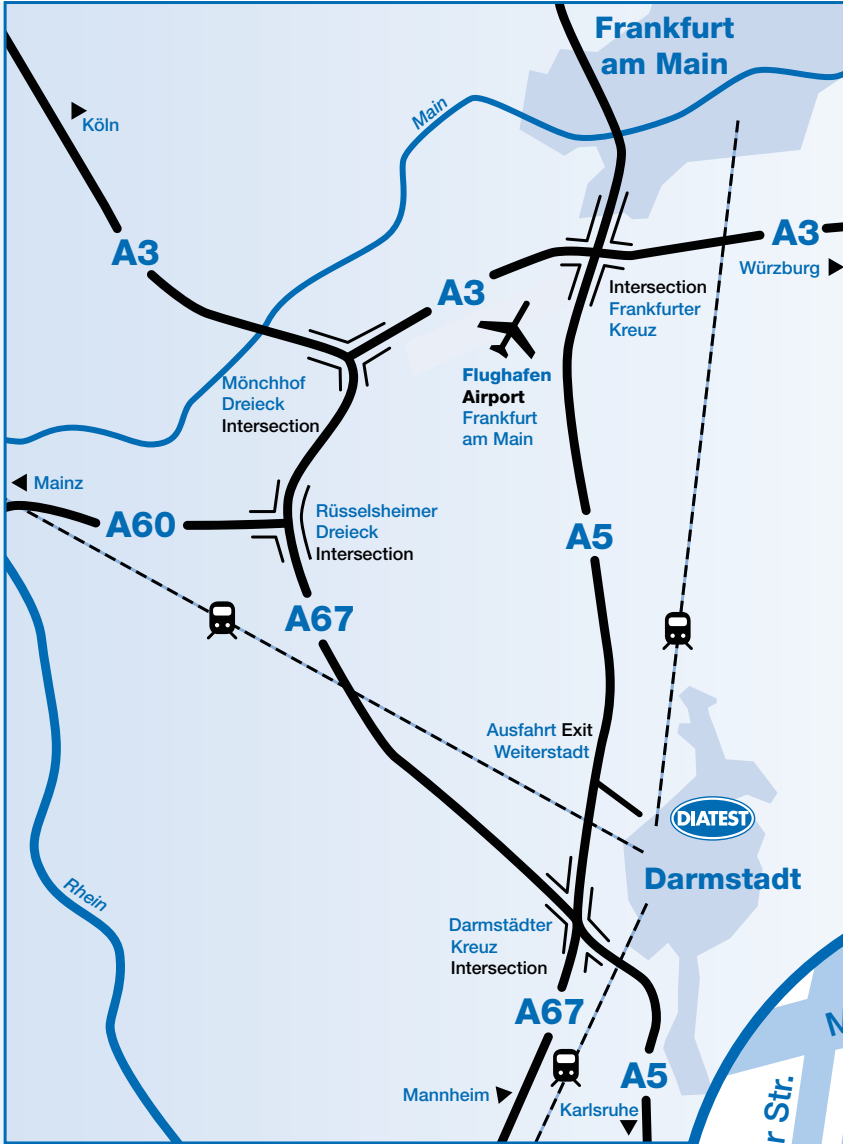 Frankfurt
am Main
Köln
Main
A3
A3
A3
Würzburg
Intersection
Frankfurter
Kreuz
Mönchhof
Dreieck
Intersection
Flughafen
Airport
Frankfurt
am Main
Mainz
A60
Rüsselsheimer
Dreieck
Intersection
A5
A67
Ausfahrt Exit
Weiterstadt
DIATEST
Darmstadt
Rhein
Darmstädter
Kreuz
Intersection
A67
A5
Mannheim
Karlsruhe
r Str.